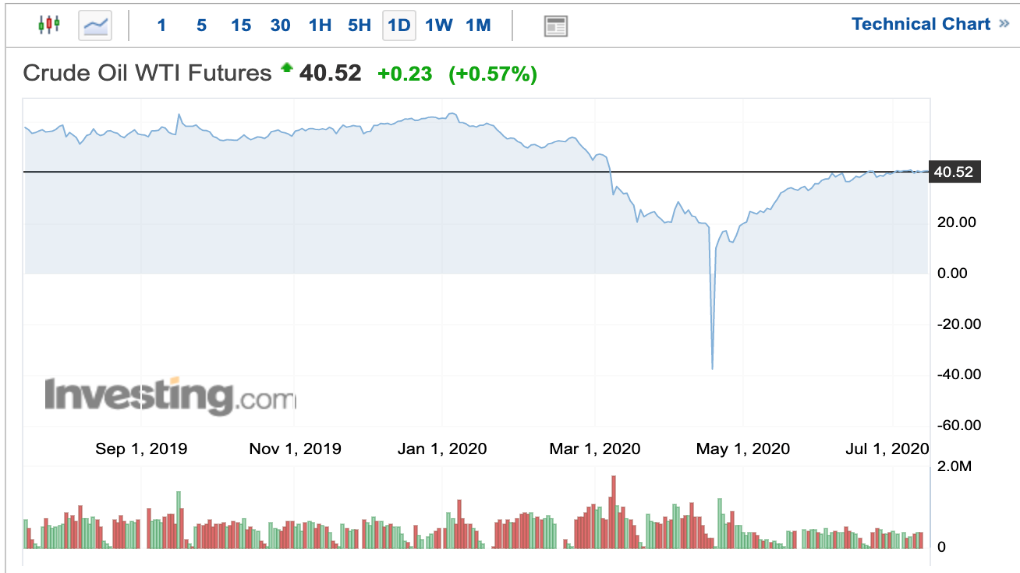 1 5 15 30 1H 5H 1D 1W 1M Technical Chart »
Crude Oil WTI Futures 40.52 +0.23 (+0.57%)
40.52
20.00
0.00
-20.00
-40.00
Investing.com
-60.00
Sep 1, 2019 Nov 1, 2019 Jan 1, 2020 Mar 1, 2020 May 1, 2020 Jul 1, 2020
2.0M
0